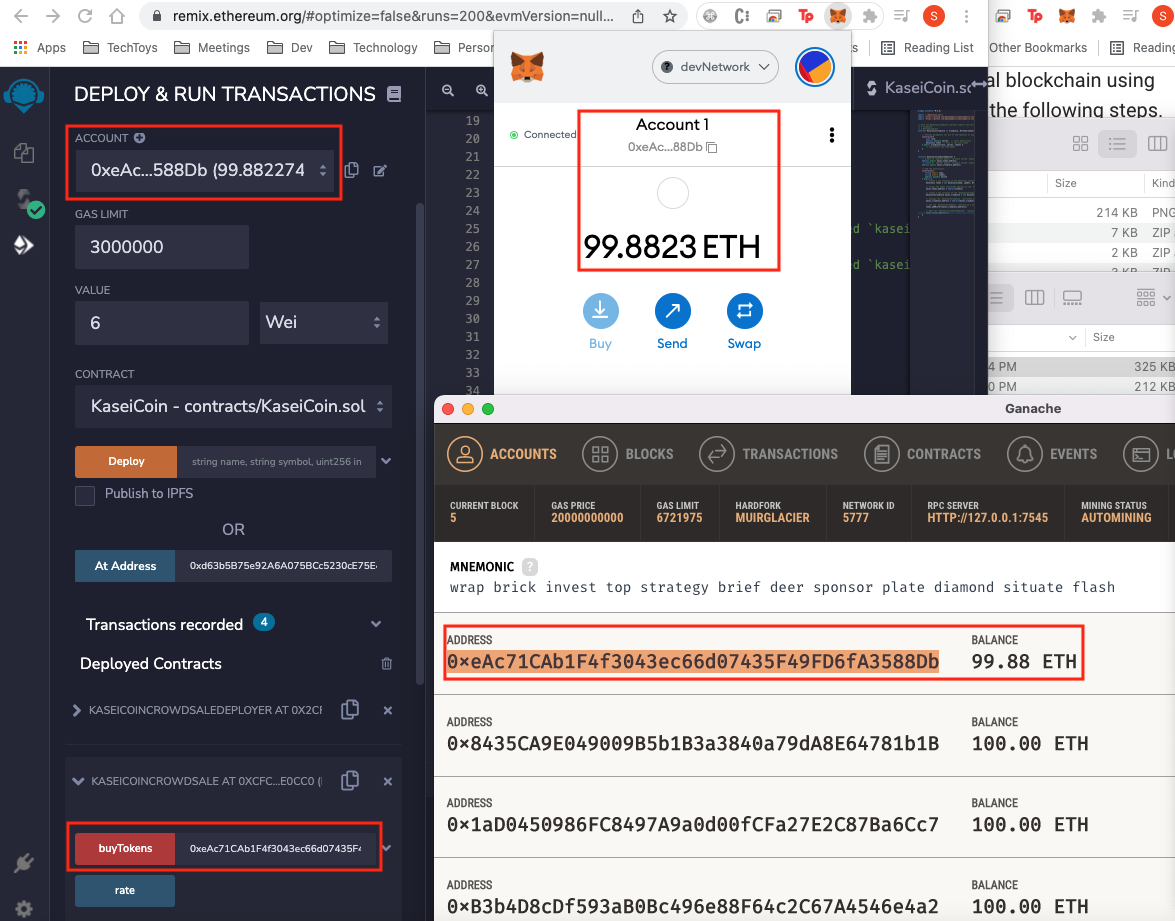 remix.ethereum.org/#optimize=false&runs=200&evmVersion=null...
Tp
S
Tp
Apps
TechToys
Meetings
Dev
Technology
Person
ks
Reading List
Other Bookmarks
Reading
DEPLOY & RUN TRANSACTIONS
ACCOUNT
0xeAc...588Db (99.882274
GAS LIMIT
3000000
VALUE
6
Wei
CONTRACT
KaseiCoin - contracts/KaseiCoin.sol
Deploy
string name, string symbol, uint256 in
Publish to IPFS
OR
At Address
0xd63b5B75e92A6A075BCc5230cE75E
Transactions recorded 4
Deployed Contracts
KASEICOINCROWDSALEDEPLOYER AT 0X2CF
KASEICOINCROWDSALE AT 0XCFC...E0CC0 (
buyTokens
0xeAc71CAb1F4f3043ec66d07435F4
rate
19
20
21
22
23
24
25
26
27
28
29
30
31
32
33
34
ed `kasei
ed `kasei
KaseiCoin.so
devNetwork
Connected
Account 1
0xeAc...88Db
99.8823 ETH
Buy
Send
Swap
al blockchain using
the following steps.
Size
Kind
214 KB
PNG
7 KB
ZIP
2 KB
ZIP
Size
4 PM
325 KB
0 PM
212 KB
Ganache
ACCOUNTS
BLOCKS
TRANSACTIONS
CONTRACTS
EVENTS
LO
CURRENT BLOCK
5
GAS PRICE
20000000000
GAS LIMIT
6721975
HARDFORK
MUIRGLACIER
NETWORK ID
5777
RPC SERVER
HTTP://127.0.0.1:7545
MINING STATUS
AUTOMINING
MNEMONIC ?
wrap brick invest top strategy brief deer sponsor plate diamond situate flash
ADDRESS
0×eAc71CAb1F4f3043ec66d07435F49FD6fA3588Db
BALANCE
99.88 ETH
ADDRESS
0×8435CA9E049009B5b1B3a3840a79dA8E64781b1B
BALANCE
100.00 ETH
ADDRESS
0×1aD0450986FC8497A9a0d00fCFa27E2C87Ba6Cc7
BALANCE
100.00 ETH
ADDRESS
0×B3b4D8cDf593aB0Bc496e88F64c2C67A4546e4a2
BALANCE
100.00 ETH